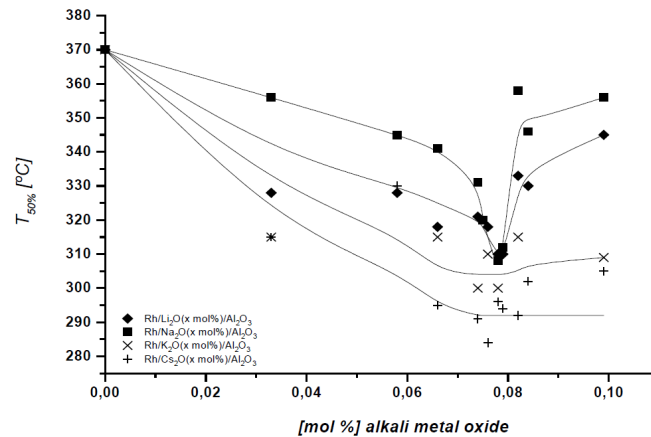 380
370
360
350
340
330
320
310
300
290
280
T50% [ºC]
Rh/Li2O(x mol%)/Al2O3
Rh/Na2O(x mol%)/Al2O3
Rh/K2O(x mol%)/Al2O3
Rh/Cs2O(x mol%)/Al2O3
0,00 0,02 0,04 0,06 0,08 0,10
[mol %] alkali metal oxide